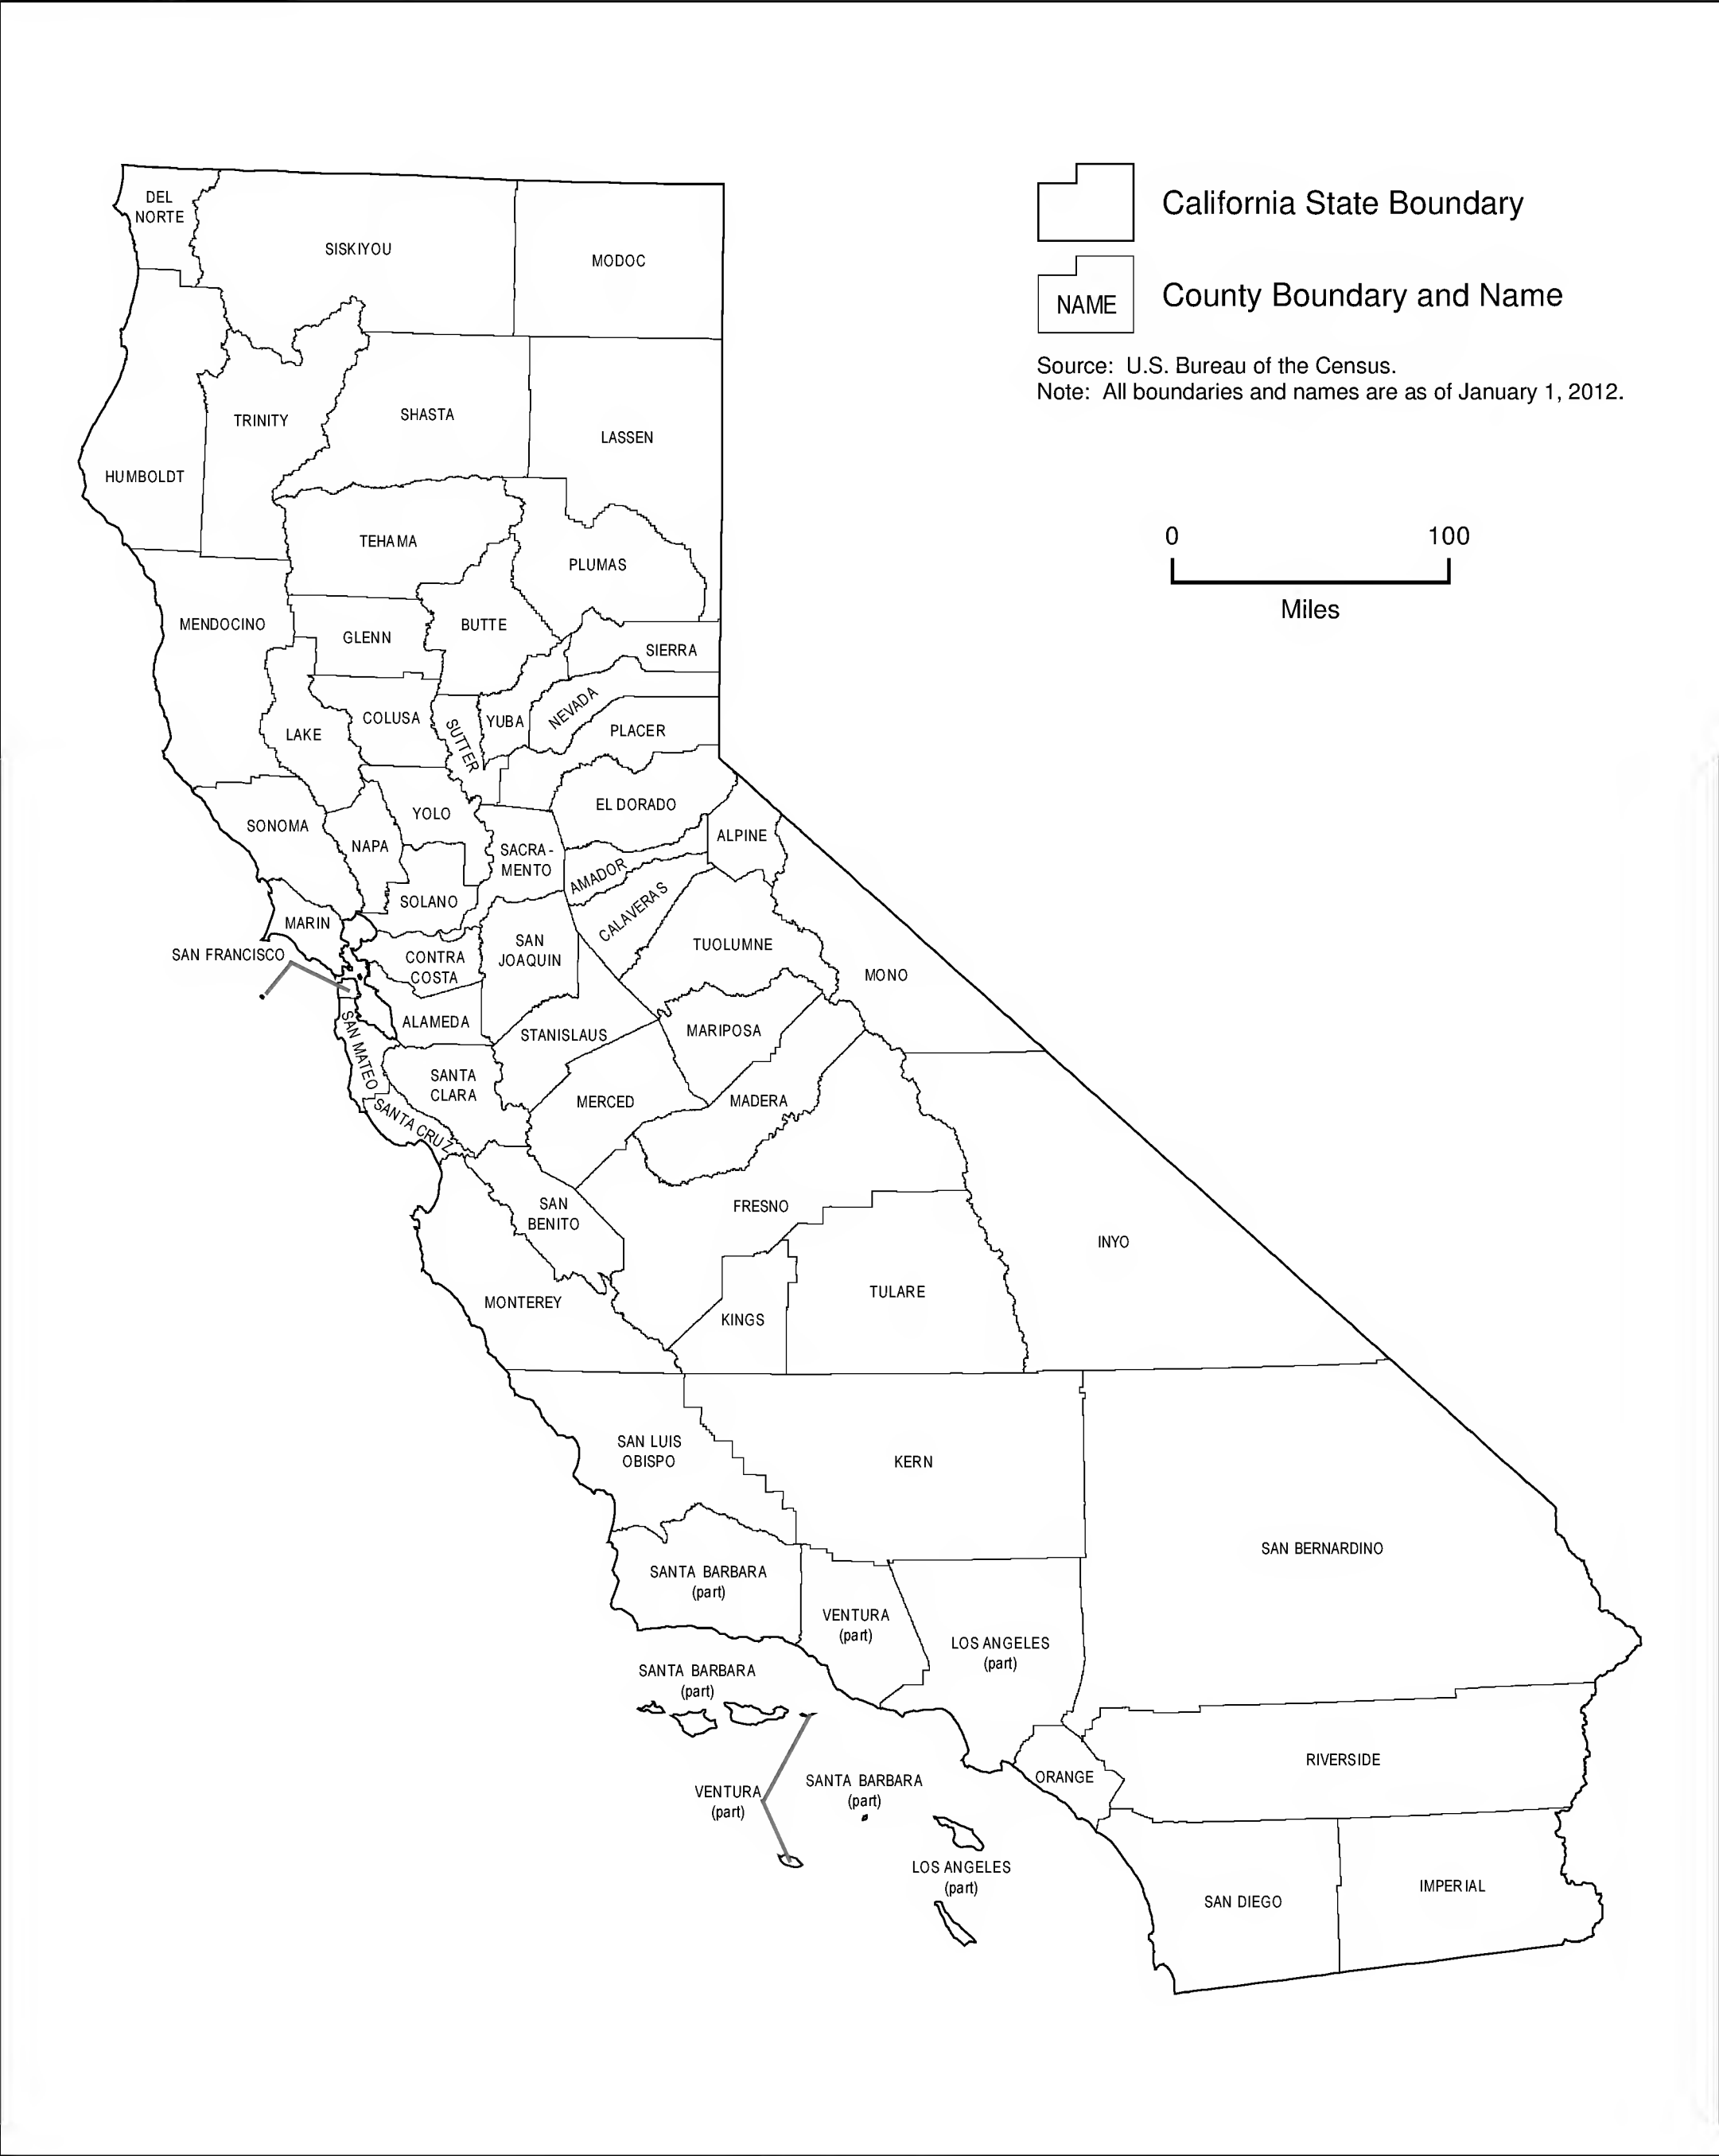 California State Boundary
NAME
County Boundary and Name
Source: U.S. Bureau of the Census.
Note: All boundaries and names are as of January 1, 2012.
0 100
Miles
DEL
NORTE
SISKIYOU
MODOC
HUMBOLDT
TRINITY
SHASTA
LASSEN
TEHAMA
PLUMAS
MENDOCINO
GLENN
BUTTE
SIERRA
LAKE
COLUSA
SUTTER
YUBA
NEVADA
PLACER
SONOMA
NAPA
YOLO
EL DORADO
SACRA-
MENTO
ALPINE
AMADOR
SOLANO
CALAVERAS
MARIN
SAN FRANCISCO
CONTRA
COSTA
SAN
JOAQUIN
TUOLUMNE
MONO
ALAMEDA
STANISLAUS
MARIPOSA
SAN MATEO
SANTA
CLARA
SANTA CRUZ
MERCED
MADERA
SAN
BENITO
FRESNO
INYO
MONTEREY
KINGS
TULARE
SAN LUIS
OBISPO
KERN
SAN BERNARDINO
SANTA BARBARA
(part)
VENTURA
(part)
LOS ANGELES
(part)
SANTA BARBARA
(part)
VENTURA
(part)
SANTA BARBARA
(part)
LOS ANGELES
(part)
ORANGE
RIVERSIDE
SAN DIEGO
IMPERIAL